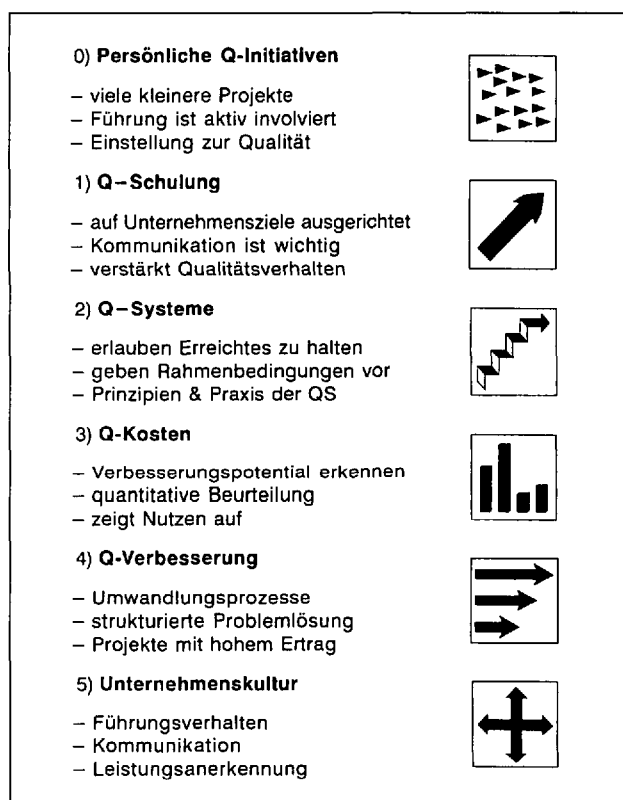 0) Persönliche Q-Initiativen
– viele kleinere Projekte
– Führung ist aktiv involviert
– Einstellung zur Qualität
1) Q–Schulung
– auf Unternehmensziele ausgerichtet
– Kommunikation ist wichtig
– verstärkt Qualitätsverhalten
2) Q–Systeme
– erlauben Erreichtes zu halten
– geben Rahmenbedingungen vor
– Prinzipien & Praxis der QS
3) Q-Kosten
– Verbesserungspotential erkennen
– quantitative Beurteilung
– zeigt Nutzen auf
4) Q-Verbesserung
– Umwandlungsprozesse
– strukturierte Problemlösung
– Projekte mit hohem Ertrag
5) Unternehmenskultur
– Führungsverhalten
– Kommunikation
– Leistungsanerkennung